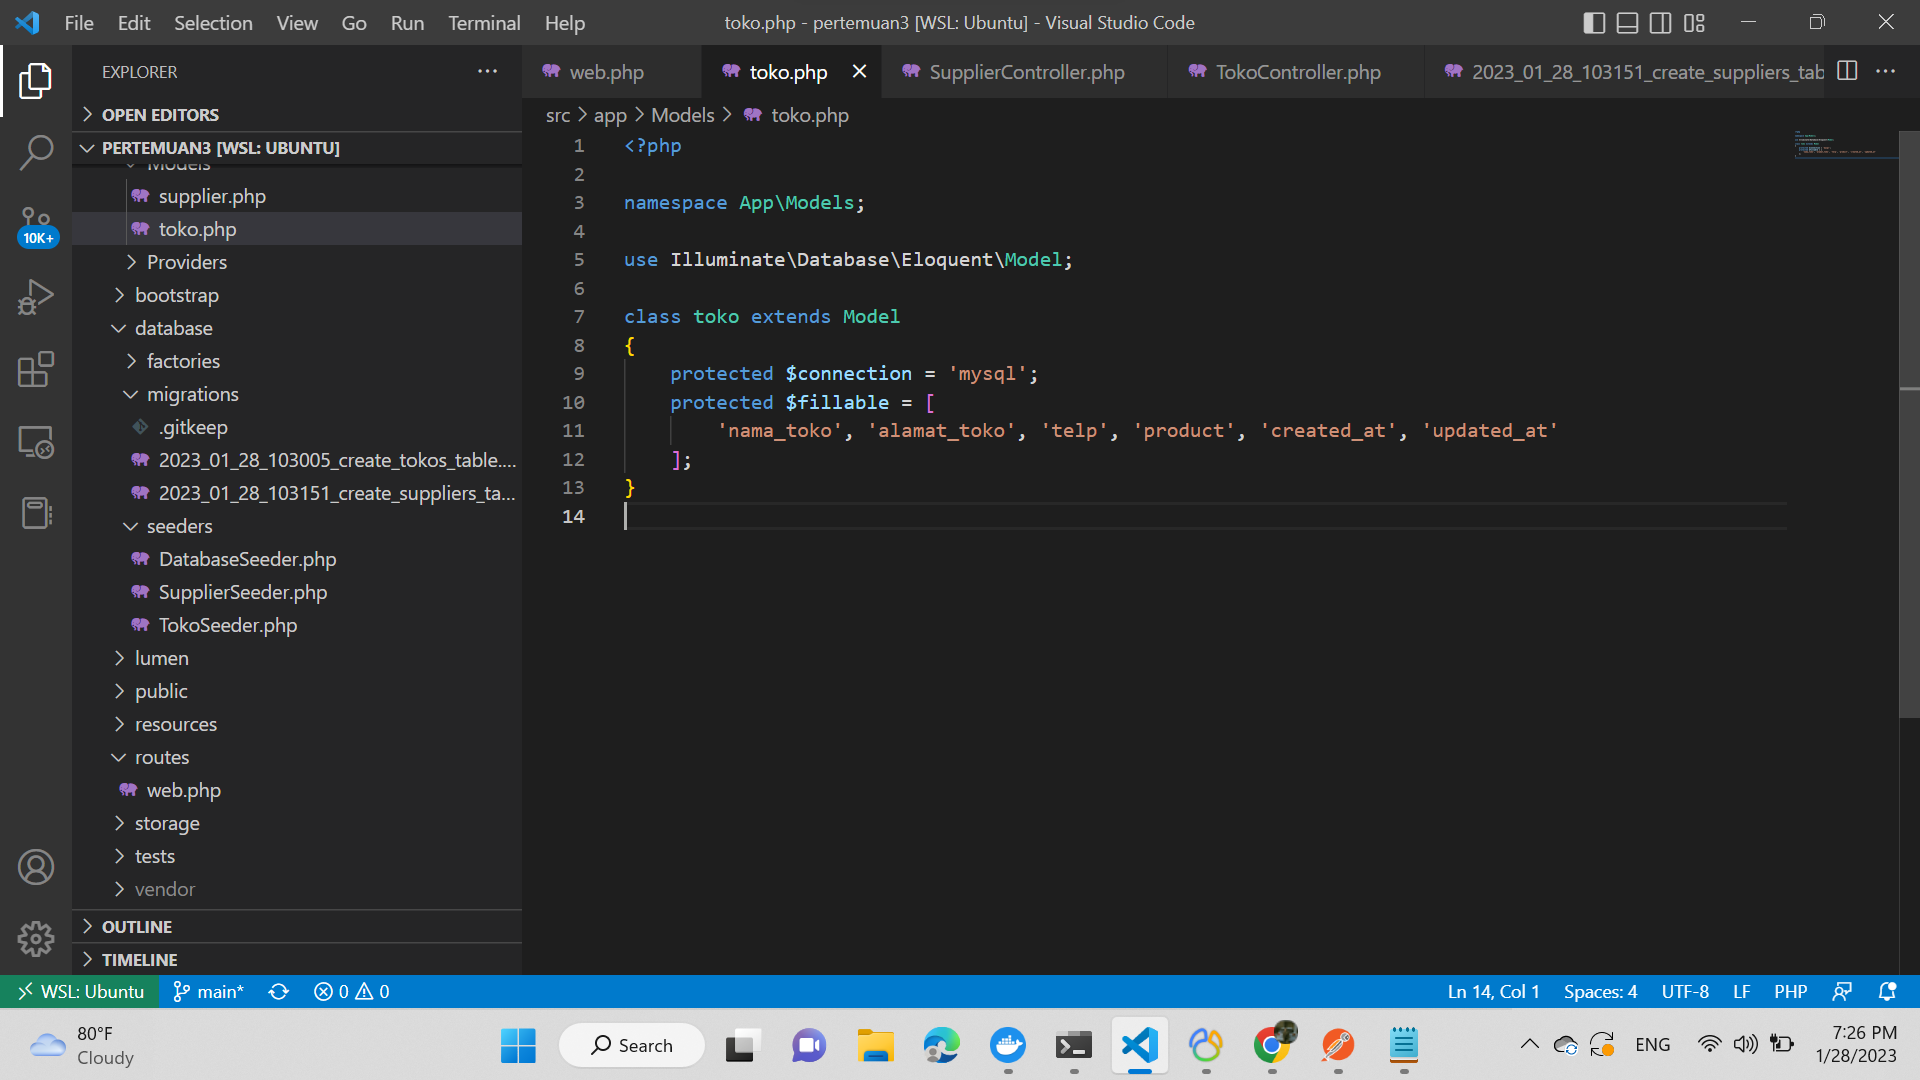 File Edit Selection View Go Run Terminal Help
toko.php - pertemuan3 [WSL: Ubuntu] - Visual Studio Code
EXPLORER
OPEN EDITORS
PERTEMUAN3 [WSL: UBUNTU]
Models
supplier.php
toko.php
Providers
bootstrap
database
factories
migrations
.gitkeep
2023_01_28_103005_create_tokos_table....
2023_01_28_103151_create_suppliers_ta...
seeders
DatabaseSeeder.php
SupplierSeeder.php
TokoSeeder.php
lumen
public
resources
routes
web.php
storage
tests
vendor
OUTLINE
TIMELINE
10K+
web.php toko.php SupplierController.php TokoController.php 2023_01_28_103151_create_suppliers_tab
src > app > Models > toko.php
1 <?php
2
3 namespace App\Models;
4
5 use Illuminate\Database\Eloquent\Model;
6
7 class toko extends Model
8 {
9 protected $connection = 'mysql';
10 protected $fillable = [
11 'nama_toko', 'alamat_toko', 'telp', 'product', 'created_at', 'updated_at'
12 ];
13 }
14
WSL: Ubuntu main* 0 0 Ln 14, Col 1 Spaces: 4 UTF-8 LF PHP
80°F
Cloudy
Search
ENG
7:26 PM
1/28/2023